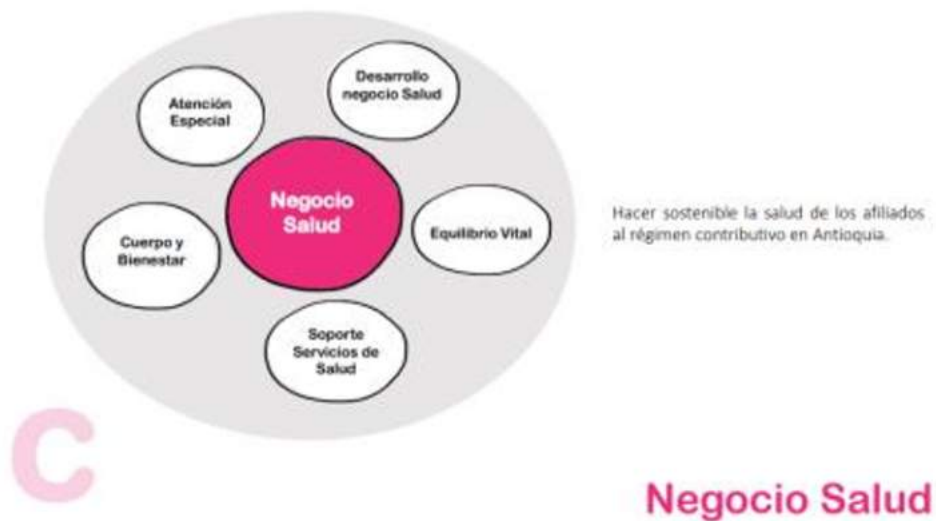 Desarrollo
negocio Salud
Atención
Especial
Negocio
Salud
Equilibrio Vital
Hacer sostenible la salud de los afiliados
al régimen contributivo en Antioquia.
Cuerpo y
Bienestar
Soporte
Servicios de
Salud
C
Negocio Salud